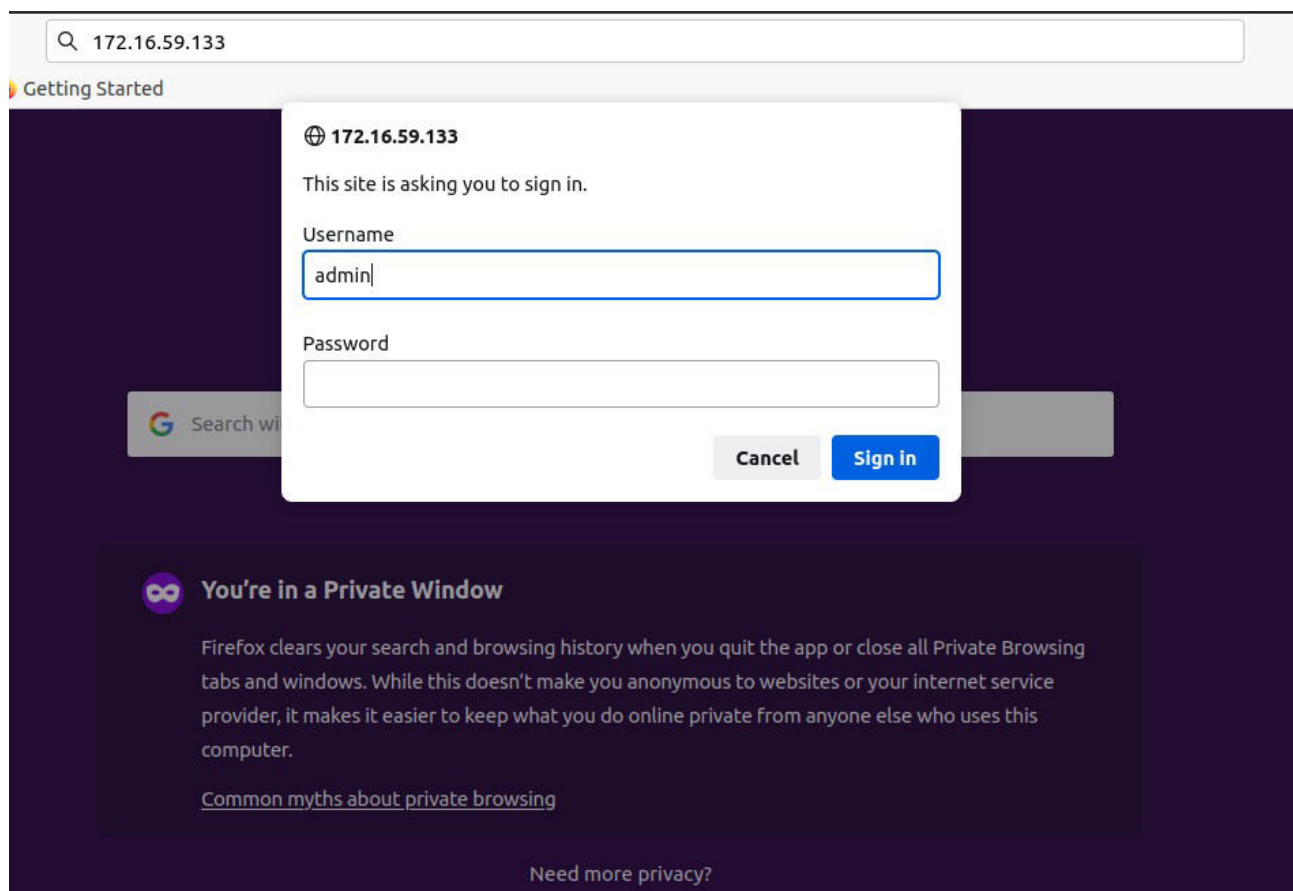 172.16.59.133
Getting Started
172.16.59.133
This site is asking you to sign in.
Username
admin
Password
Search wi
Cancel Sign in
You're in a Private Window
Firefox clears your search and browsing history when you quit the app or close all Private Browsing
tabs and windows. While this doesn't make you anonymous to websites or your internet service
provider, it makes it easier to keep what you do online private from anyone else who uses this
computer.
Common myths about private browsing
Need more privacy?